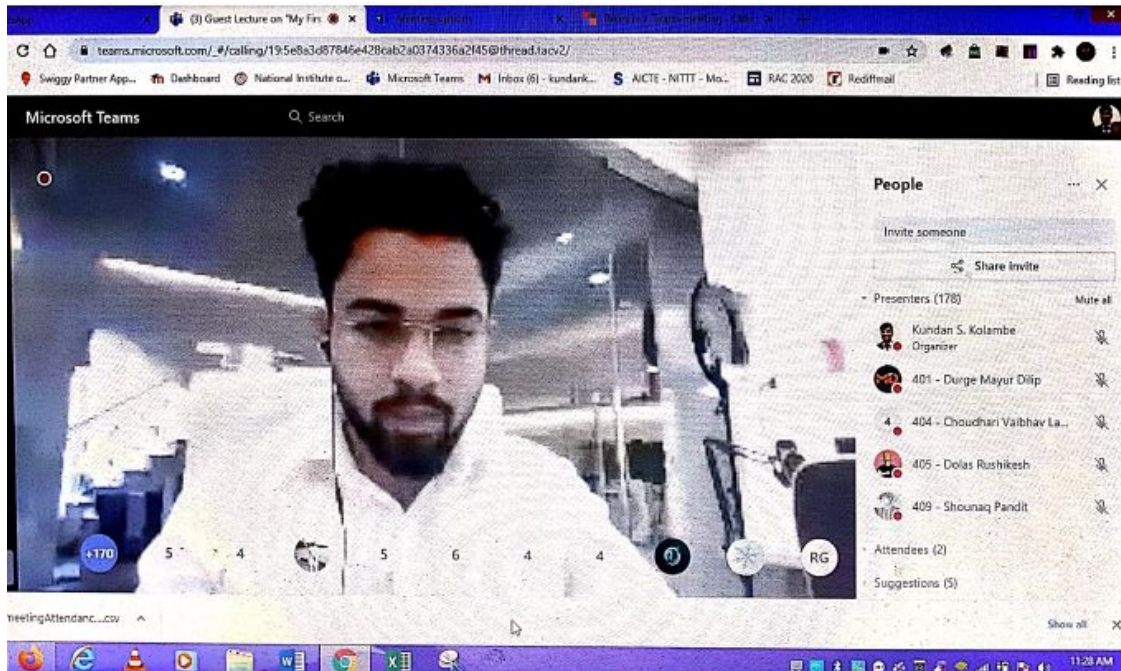 (3) Guest Lecture on "My Firs
teams.microsoft.com/_#/calling/19:5e8a3d87846e428cab2a0374336a2f45@thread.tacv2/
Swiggy Partner App... Dashboard National Institute o... Microsoft Teams Inbox (6) - kundank... AICTE - NITTT - Mo... RAC 2020 Rediffmail Reading list
Microsoft Teams Search
People
Invite someone
Share invite
Presenters (178) Mute all
Kundan S. Kolambe
Organizer
401 - Durge Mayur Dilip
4 404 - Choudhari Vaibhav La...
405 - Dolas Rushikesh
409 - Shounaq Pandit
+170 5 4 5 6 4 4 RG
Attendees (2)
Suggestions (5)
meetingAttendanc....csv Show all
11:28 AM